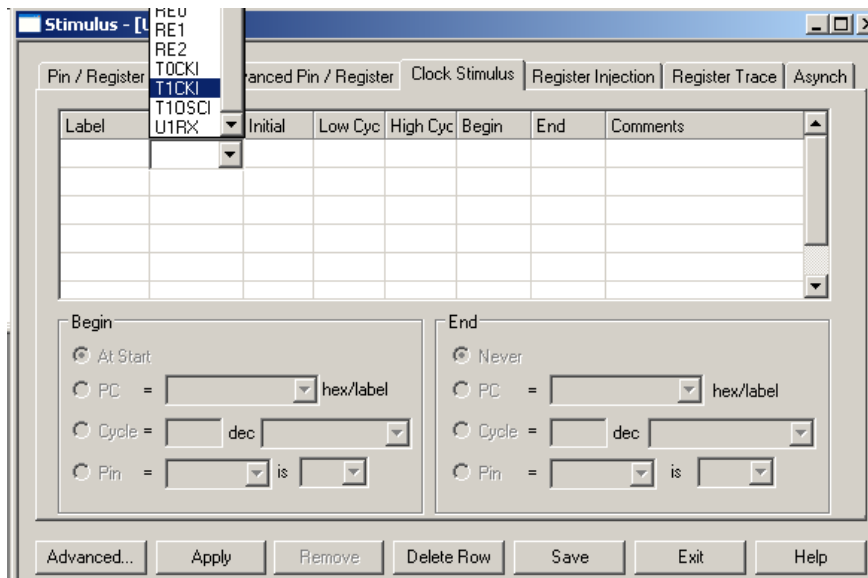 Stimulus - [U
RE0
RE1
RE2
T0CKI
T1CKI
T1OSCI
U1RX
Pin / Register
vanced Pin / Register
Clock Stimulus
Register Injection
Register Trace
Asynch
Label Initial Low Cyc High Cyc Begin End Comments
Begin
At Start
PC = hex/label
Cycle = dec
Pin = is
End
Never
PC = hex/label
Cycle = dec
Pin = is
Advanced... Apply Remove Delete Row Save Exit Help